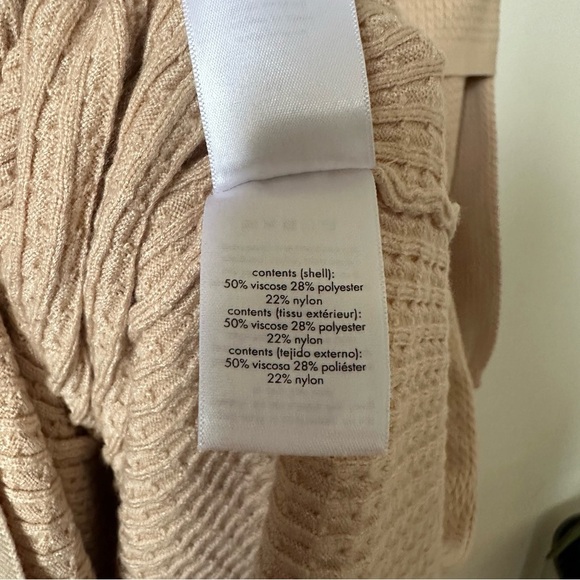 contents (shell):
50% viscose 28% polyester
22% nylon
contents (tissu extérieur):
50% viscose 28% polyester
22% nylon
contents (tejido externo):
50% viscosa 28% poliéster
22% nylon